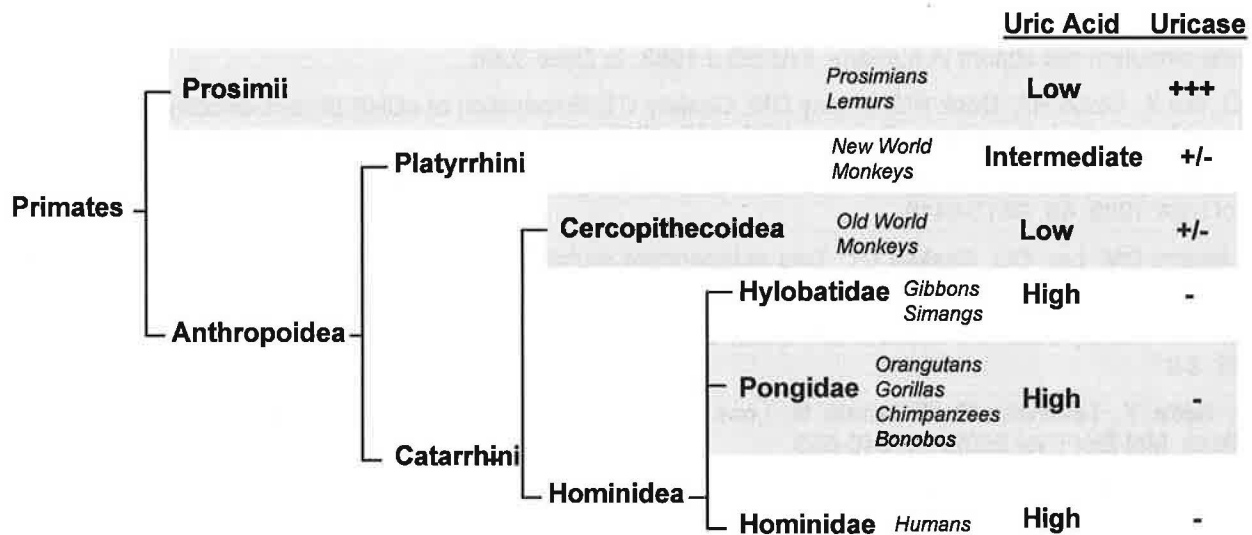 Uric Acid Uricase
Prosimii
Prosimians
Lemurs
Low
+++
Platyrrhini
New World
Monkeys
Intermediate
+/-
Primates
Cercopithecoidea
Old World
Monkeys
Low
+/-
Hylobatidae
Gibbons
Simangs
High
-
Anthropoidea
Pongidae
Orangutans
Gorillas
Chimpanzees
Bonobos
High
-
Catarrhini
Hominidea
Hominidae
Humans
High
-